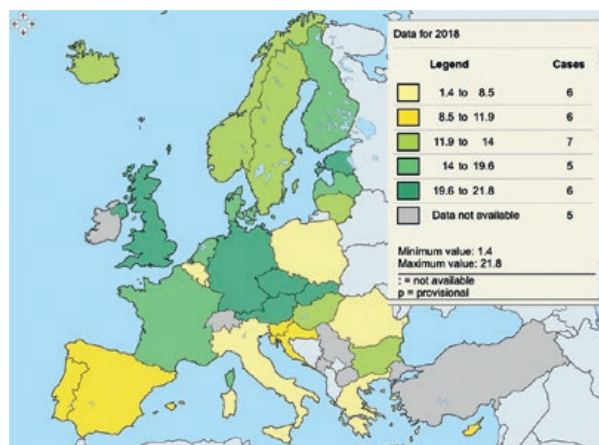 Data for 2018
Legend Cases
1.4 to 8.5 6
8.5 to 11.9 6
11.9 to 14 7
14 to 19.6 5
19.6 to 21.8 6
Data not available 5
Minimum value: 1.4
Maximum value: 21.8
: = not available
p = provisional